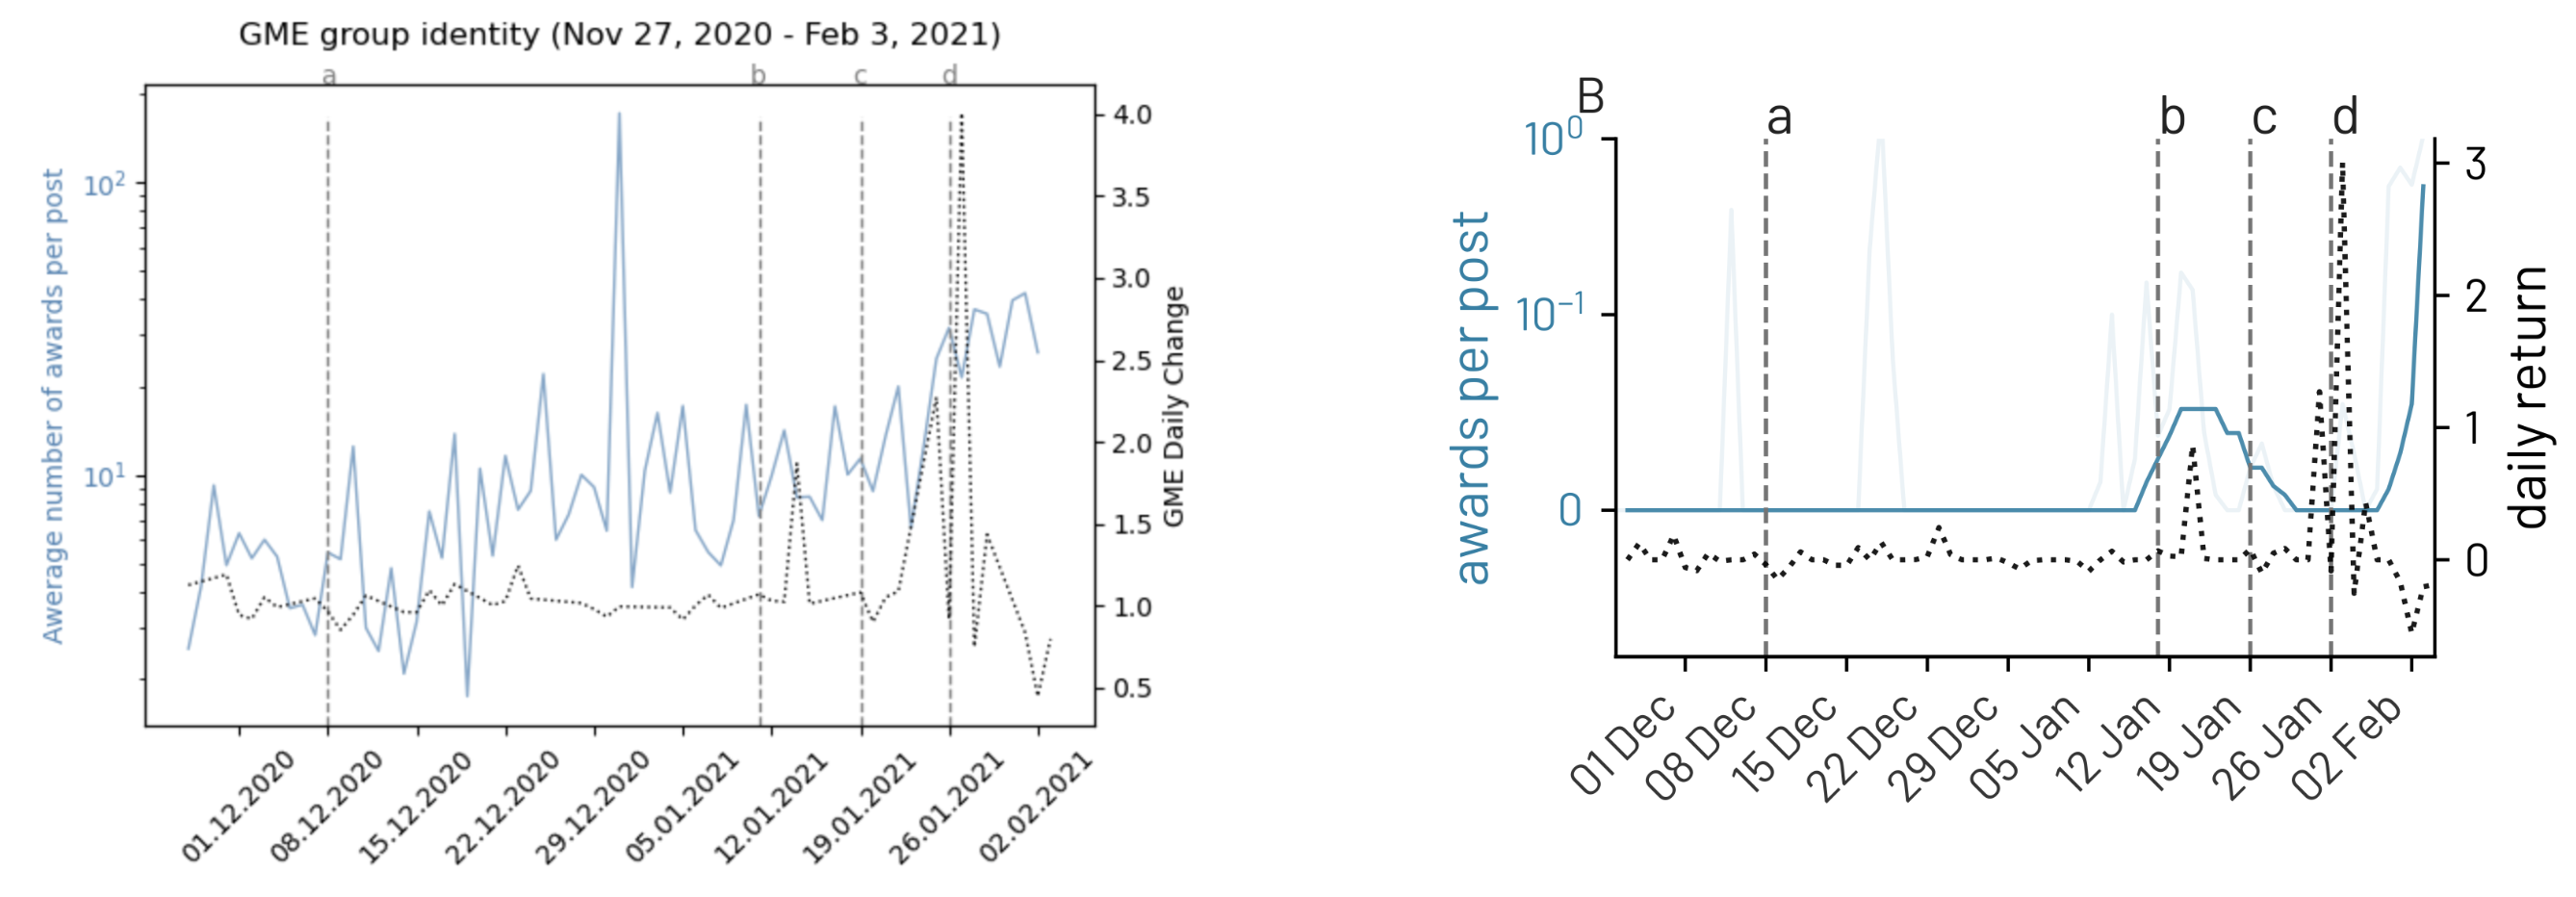 GME group identity (Nov 27, 2020 - Feb 3, 2021)
a b c d
Average number of awards per post
10²
10¹
4.0
3.5
3.0
2.5
2.0
1.5
1.0
0.5
GME Daily Change
01.12.2020
08.12.2020
15.12.2020
22.12.2020
29.12.2020
05.01.2021
12.01.2021
19.01.2021
26.01.2021
02.02.2021
B
a b c d
awards per post
10⁰
10⁻¹
0
3
2
1
0
daily return
01 Dec
08 Dec
15 Dec
22 Dec
29 Dec
05 Jan
12 Jan
19 Jan
26 Jan
02 Feb